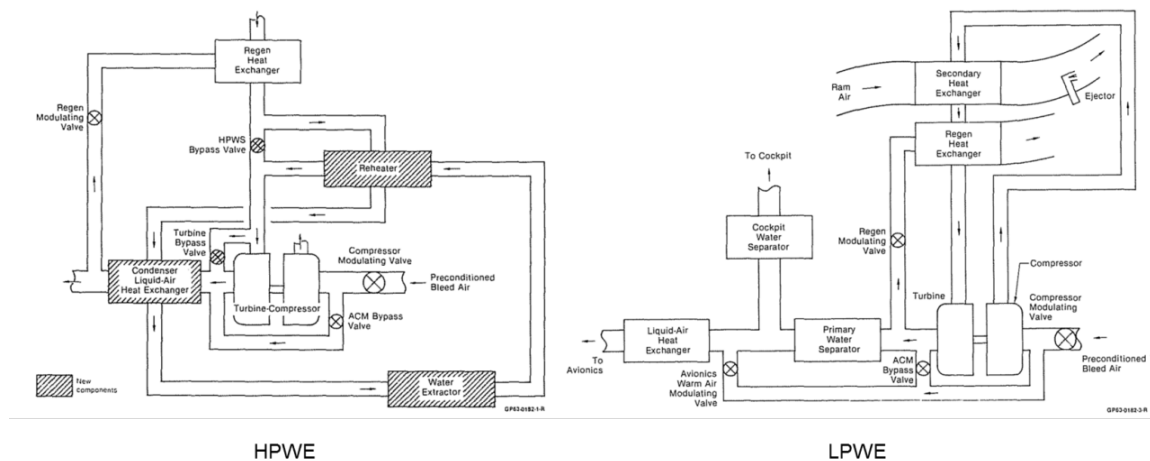 Regen
Heat
Exchanger
Regen
Modulating
Valve
HPWS
Bypass Valve
Reheater
Turbine
Bypass
Valve
Compressor
Modulating Valve
Condenser
Liquid-Air
Heat Exchanger
Preconditioned
Bleed Air
Turbine-Compressor
ACM Bypass
Valve
New
components
Water
Extractor
GP53-0182-1-R
HPWE
Ram
Air
Secondary
Heat
Exchanger
Ejector
Regen
Heat
Exchanger
To Cockpit
Cockpit
Water
Separator
Regen
Modulating
Valve
Compressor
Turbine
Compressor
Modulating
Valve
Liquid-Air
Heat
Exchanger
Primary
Water
Separator
To
Avionics
ACM
Bypass
Valve
Preconditioned
Bleed Air
Avionics
Warm Air
Modulating
Valve
GP53-0182-3-R
LPWE